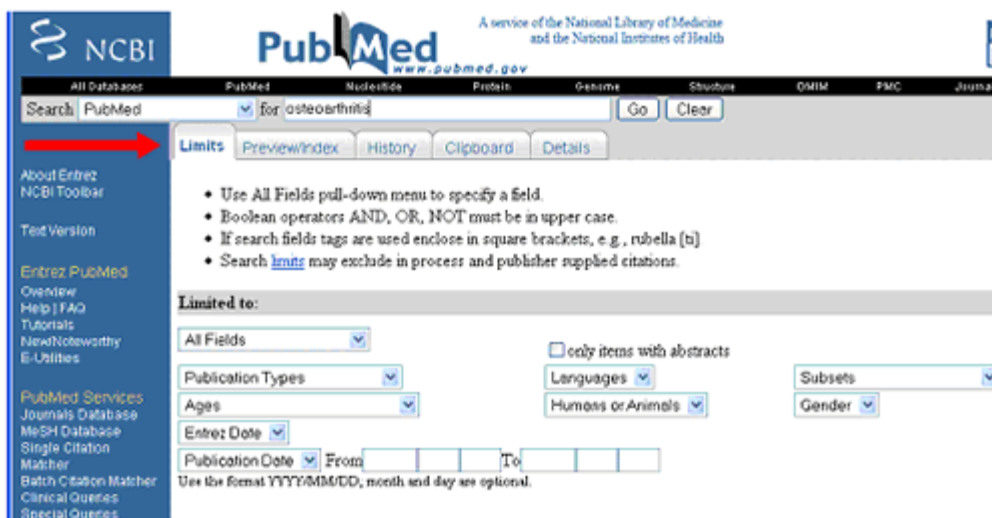 NCBI
PubMed
www.pubmed.gov
A service of the National Library of Medicine
and the National Institutes of Health
All Databases PubMed Nucleotide Protein Genome Structure OMIM PMC Journa
Search PubMed for osteoarthritis Go Clear
Limits Preview/Index History Clipboard Details
About Entrez
NCBI Toolbar
Text Version
Entrez PubMed
Overview
Help | FAQ
Tutorials
New/Noteworthy
E-Utilities
PubMed Services
Journals Database
MeSH Database
Single Citation
Matcher
Batch Citation Matcher
Clinical Queries
Special Queries
Use All Fields pull-down menu to specify a field.
Boolean operators AND, OR, NOT must be in upper case.
If search fields tags are used enclose in square brackets, e.g., rubella [ti]
Search limits may exclude in process and publisher supplied citations.
Limited to:
All Fields
only items with abstracts
Publication Types Languages Subsets
Ages Humans or Animals Gender
Entrez Date
Publication Date From To
Use the format YYYY/MM/DD, month and day are optional.